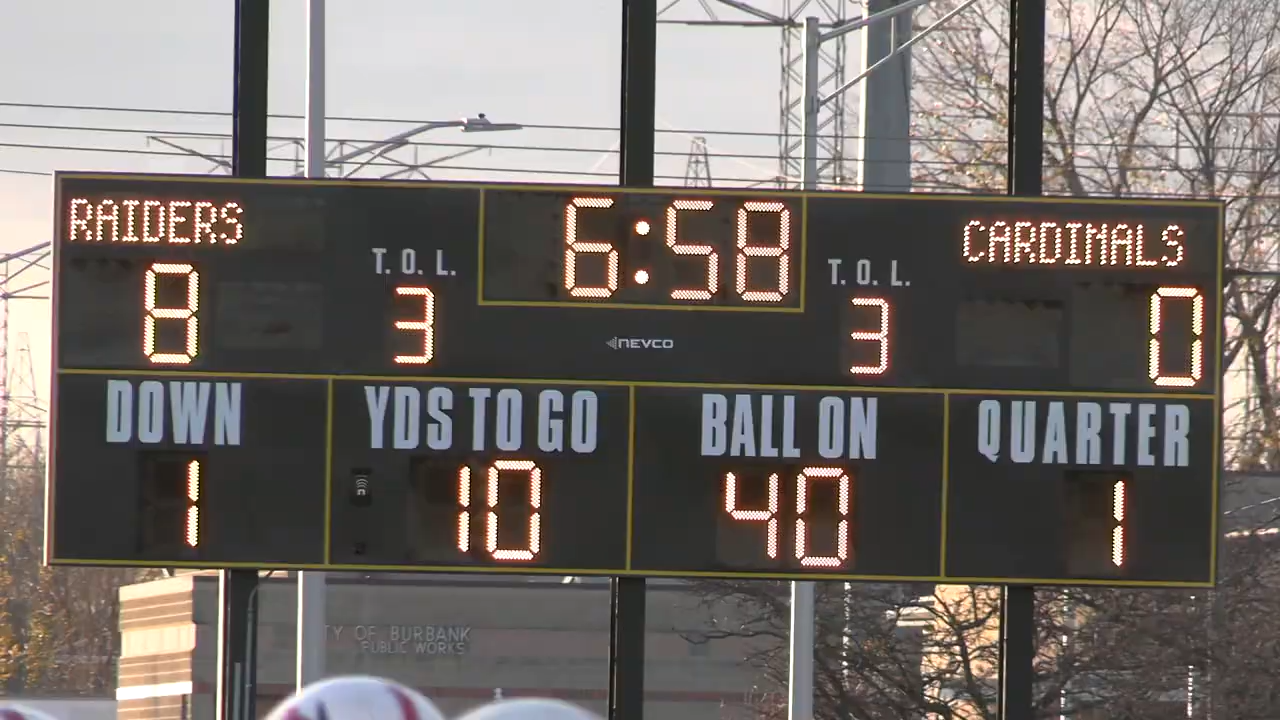 RAIDERS
6:58
CARDINALS
8
T. O. L.
3
T. O. L.
3
0
NEVCO
DOWN
YDS TO GO
BALL ON
QUARTER
1
10
40
1
TY OF BURBANK
PUBLIC WORKS